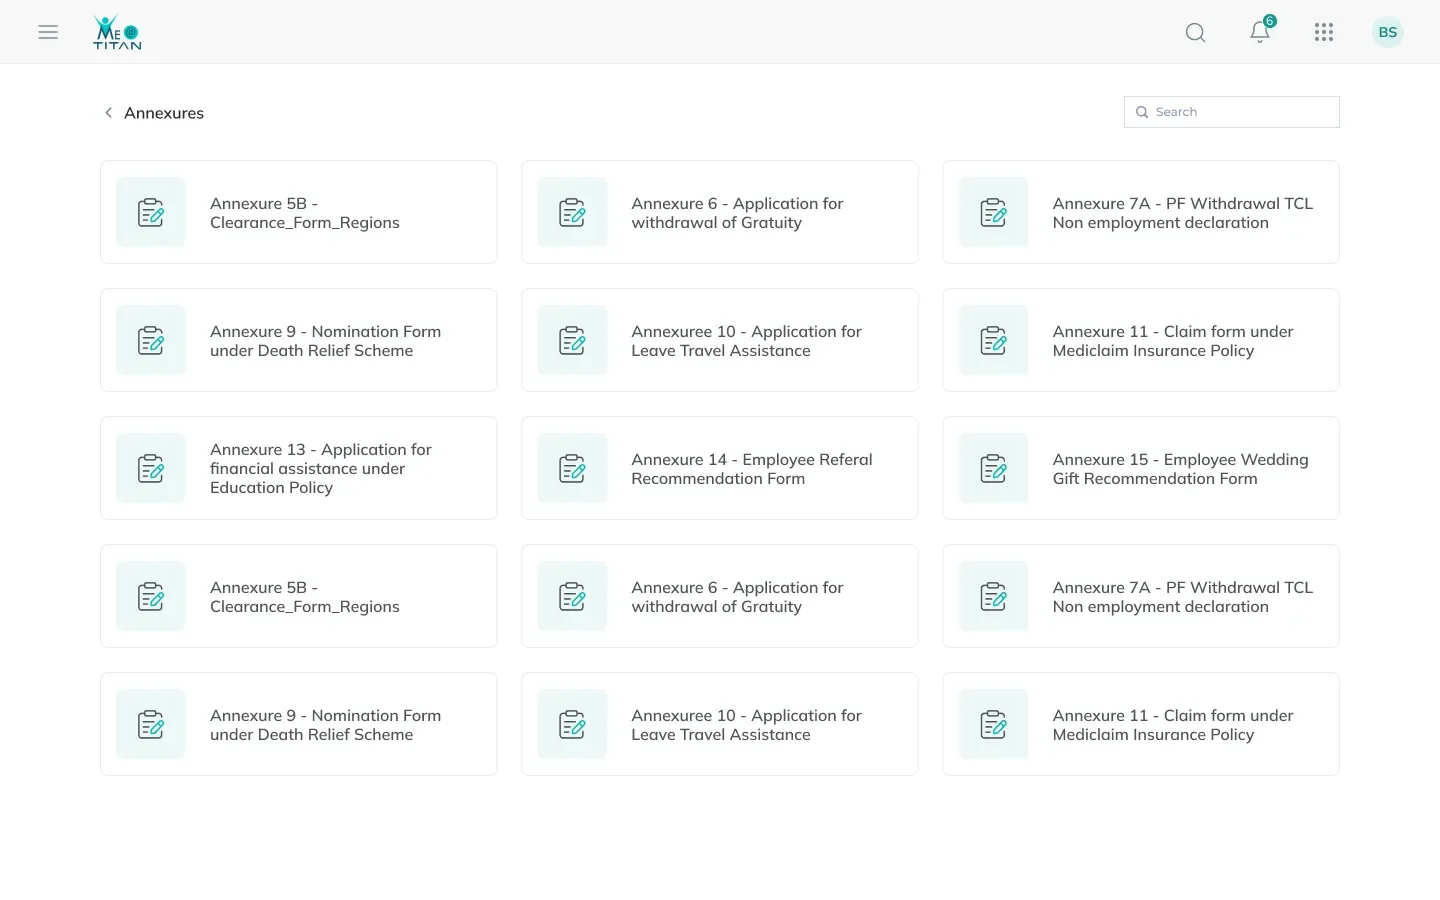 ME @
TITAN
6
BS
Annexures
Search
Annexure 5B -
Clearance_Form_Regions
Annexure 6 - Application for
withdrawal of Gratuity
Annexure 7A - PF Withdrawal TCL
Non employment declaration
Annexure 9 - Nomination Form
under Death Relief Scheme
Annexuree 10 - Application for
Leave Travel Assistance
Annexure 11 - Claim form under
Mediclaim Insurance Policy
Annexure 13 - Application for
financial assistance under
Education Policy
Annexure 14 - Employee Referal
Recommendation Form
Annexure 15 - Employee Wedding
Gift Recommendation Form
Annexure 5B -
Clearance_Form_Regions
Annexure 6 - Application for
withdrawal of Gratuity
Annexure 7A - PF Withdrawal TCL
Non employment declaration
Annexure 9 - Nomination Form
under Death Relief Scheme
Annexuree 10 - Application for
Leave Travel Assistance
Annexure 11 - Claim form under
Mediclaim Insurance Policy